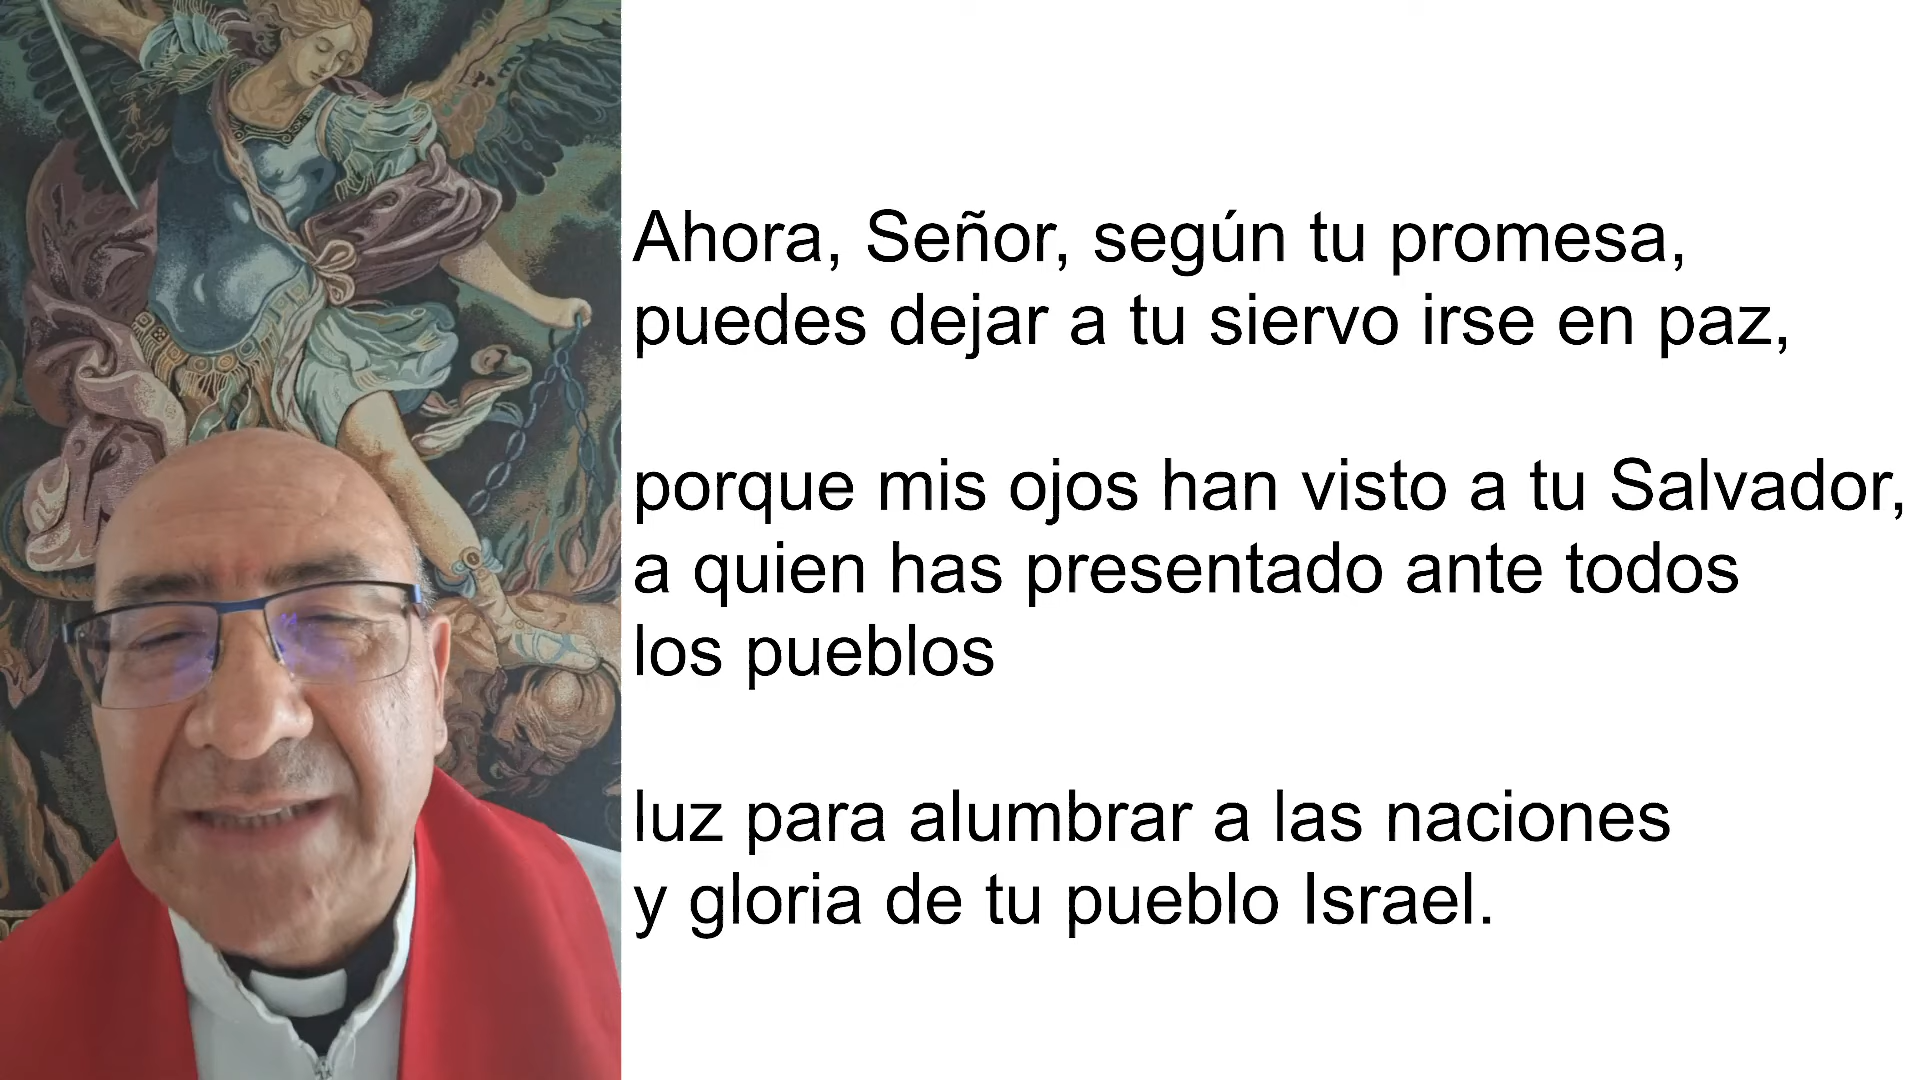 Ahora, Señor, según tu promesa,
puedes dejar a tu siervo irse en paz,
porque mis ojos han visto a tu Salvador,
a quien has presentado ante todos
los pueblos
luz para alumbrar a las naciones
y gloria de tu pueblo Israel.